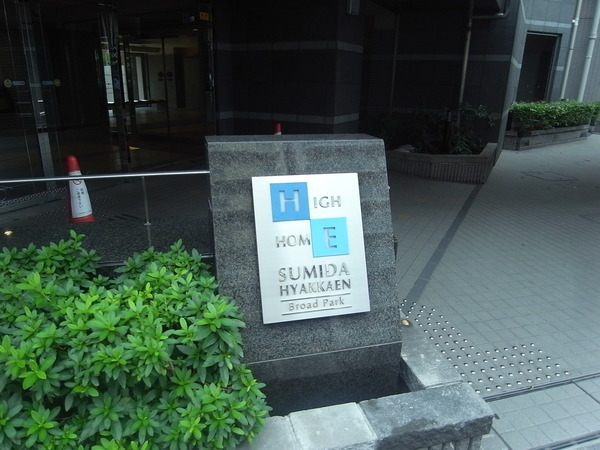 HIGH
HOME
SUMIDA
HYAKKAEN
Broad Park